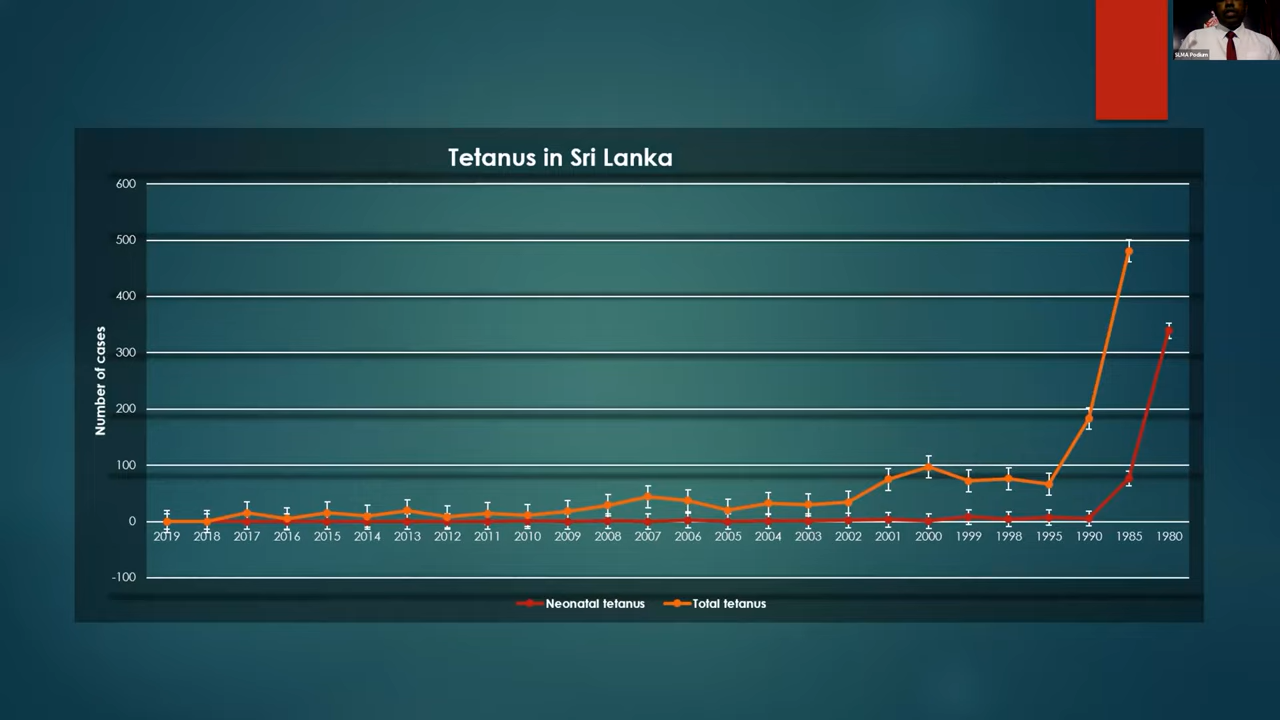 SLMA Podium
Tetanus in Sri Lanka
600
500
400
300
200
100
0
-100
Number of cases
2019 2018 2017 2016 2015 2014 2013 2012 2011 2010 2009 2008 2007 2006 2005 2004 2003 2002 2001 2000 1999 1998 1995 1990 1985 1980
Neonatal tetanus Total tetanus